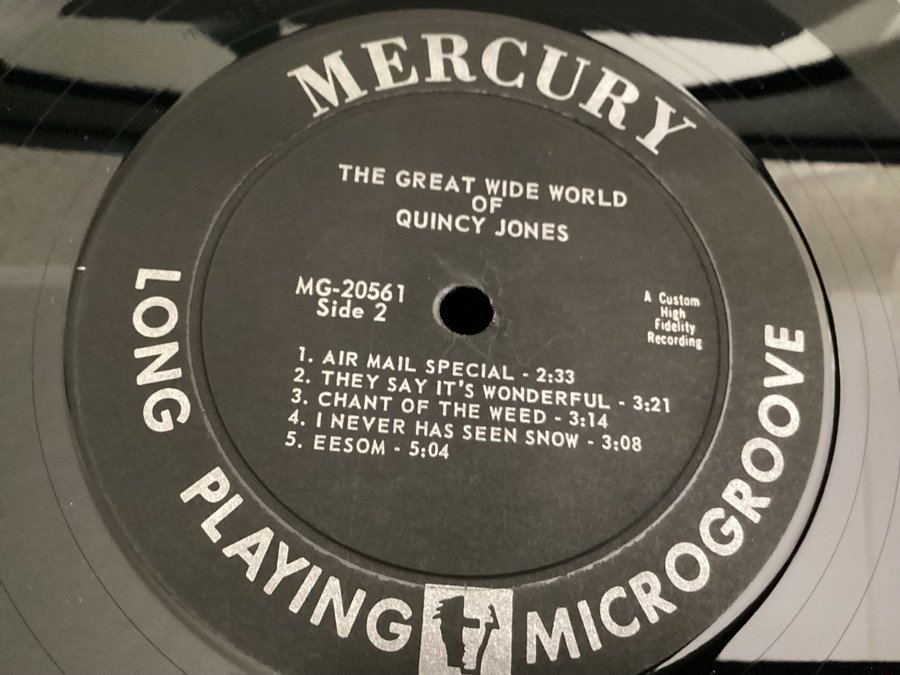 MERCURY
THE GREAT WIDE WORLD
OF
QUINCY JONES
MG-20561
Side 2
A Custom
High
Fidelity
Recording
1. AIR MAIL SPECIAL - 2:33
2. THEY SAY IT'S WONDERFUL - 3:21
3. CHANT OF THE WEED - 3:14
4. I NEVER HAS SEEN SNOW - 3:08
5. EESOM - 5:04
LONG PLAYING MICROGROOVE